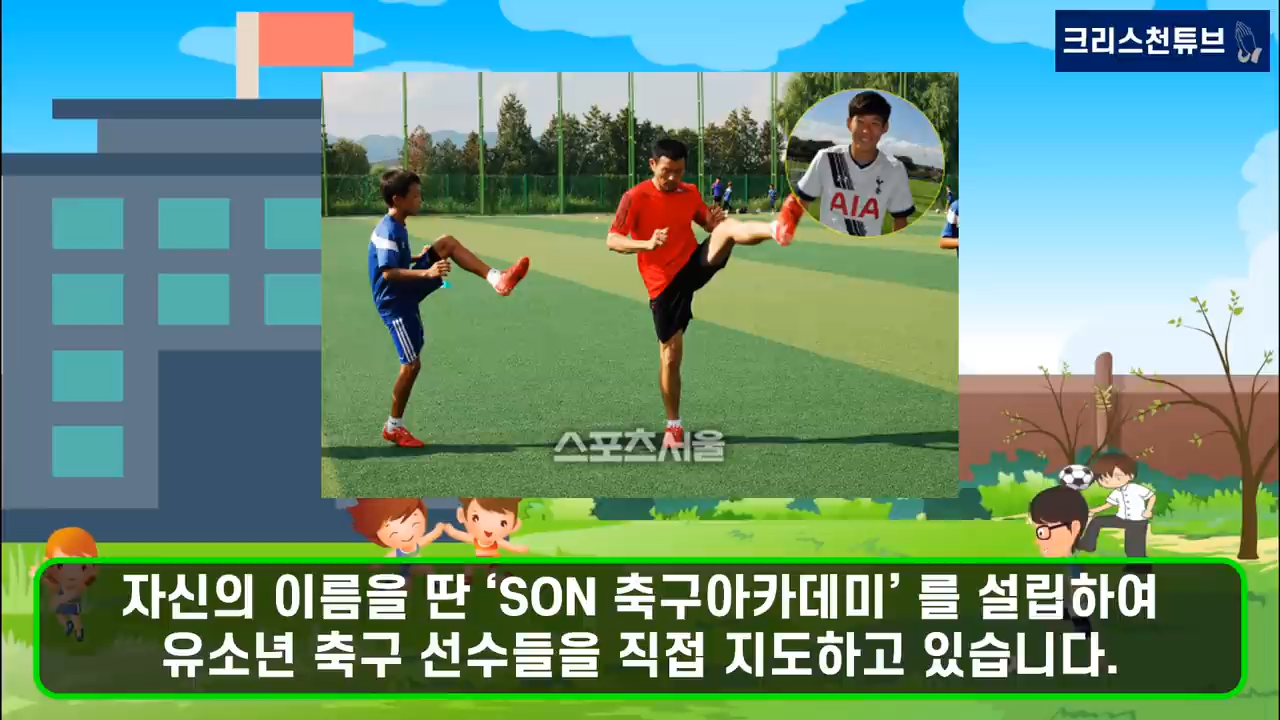 크리스천튜브
AIA
스포츠서울
자신의 이름을 딴 ‘SON 축구아카데미’ 를 설립하여
유소년 축구 선수들을 직접 지도하고 있습니다.